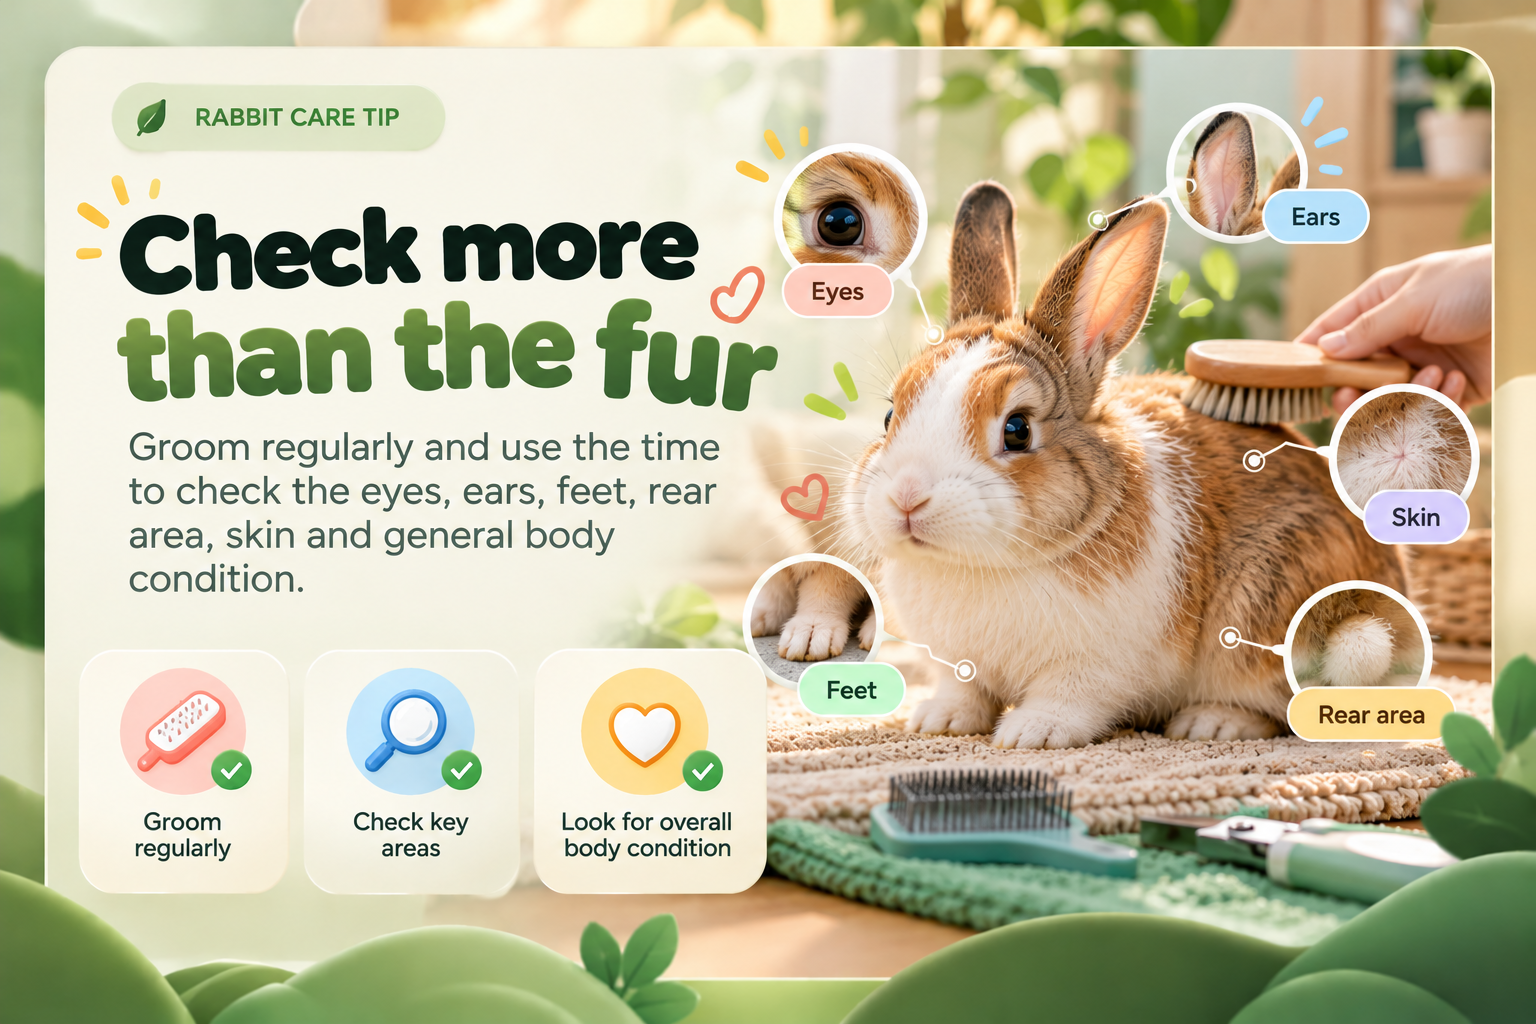 RABBIT CARE TIP
Check more
than the fur
Groom regularly and use the time
to check the eyes, ears, feet, rear
area, skin and general body
condition.
Eyes
Ears
Skin
Feet
Rear area
Groom
regularly
Check key
areas
Look for overall
body condition